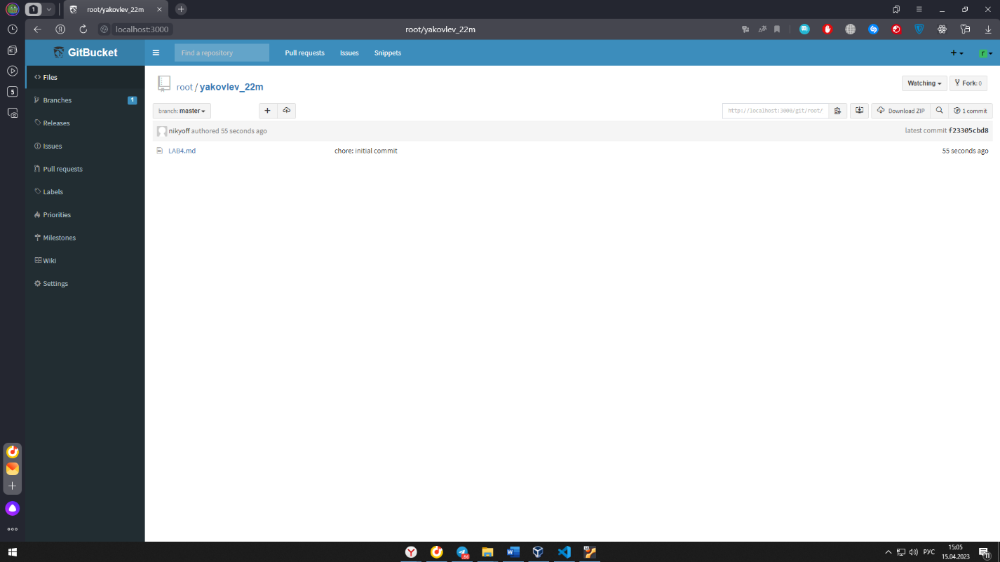 1
root/yakovlev_22m
localhost:3000
root/yakovlev_22m
GitBucket
Find a repository
Pull requests
Issues
Snippets
r
5
Files
Branches
1
Releases
Issues
Pull requests
Labels
Priorities
Milestones
Wiki
Settings
root / yakovlev_22m
Watching
Fork: 0
branch: master
http://localhost:3000/git/root/
Download ZIP
1 commit
nikyoff authored 55 seconds ago
latest commit f23305cbd8
LAB4.md
chore: initial commit
55 seconds ago
РУС
15:05
15.04.2023
11